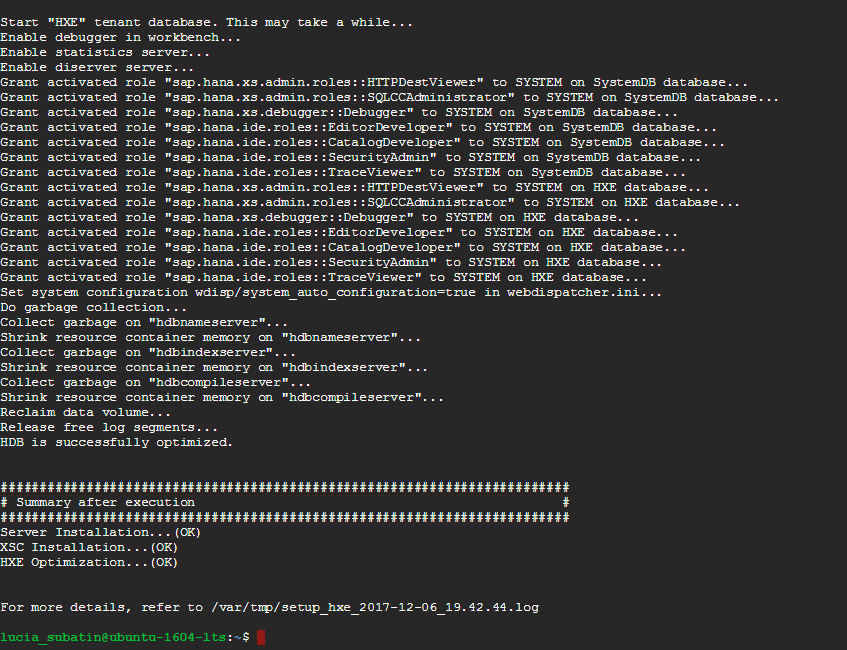 Start "HXE" tenant database. This may take a while...
Enable debugger in workbench...
Enable statistics server...
Enable diserver server...
Grant activated role "sap.hana.xs.admin.roles::HTTPDestViewer" to SYSTEM on SystemDB database...
Grant activated role "sap.hana.xs.admin.roles::SQLCCAdministrator" to SYSTEM on SystemDB database...
Grant activated role "sap.hana.xs.debugger::Debugger" to SYSTEM on SystemDB database...
Grant activated role "sap.hana.ide.roles::EditorDeveloper" to SYSTEM on SystemDB database...
Grant activated role "sap.hana.ide.roles::CatalogDeveloper" to SYSTEM on SystemDB database...
Grant activated role "sap.hana.ide.roles::SecurityAdmin" to SYSTEM on SystemDB database...
Grant activated role "sap.hana.ide.roles::TraceViewer" to SYSTEM on SystemDB database...
Grant activated role "sap.hana.xs.admin.roles::HTTPDestViewer" to SYSTEM on HXE database...
Grant activated role "sap.hana.xs.admin.roles::SQLCCAdministrator" to SYSTEM on HXE database...
Grant activated role "sap.hana.xs.debugger::Debugger" to SYSTEM on HXE database...
Grant activated role "sap.hana.ide.roles::EditorDeveloper" to SYSTEM on HXE database...
Grant activated role "sap.hana.ide.roles::CatalogDeveloper" to SYSTEM on HXE database...
Grant activated role "sap.hana.ide.roles::SecurityAdmin" to SYSTEM on HXE database...
Grant activated role "sap.hana.ide.roles::TraceViewer" to SYSTEM on HXE database...
Set system configuration wdisp/system_auto_configuration=true in webdispatcher.ini...
Do garbage collection...
Collect garbage on "hdbnameserver"...
Shrink resource container memory on "hdbnameserver"...
Collect garbage on "hdbindexserver"...
Shrink resource container memory on "hdbindexserver"...
Collect garbage on "hdbcompileserver"...
Shrink resource container memory on "hdbcompileserver"...
Reclaim data volume...
Release free log segments...
HDB is successfully optimized.
#########################################################################
# Summary after execution                                               #
#########################################################################
Server Installation...(OK)
XSC Installation...(OK)
HXE Optimization...(OK)
For more details, refer to /var/tmp/setup_hxe_2017-12-06_19.42.44.log
lucia_subatin@ubuntu-1604-lts:~$